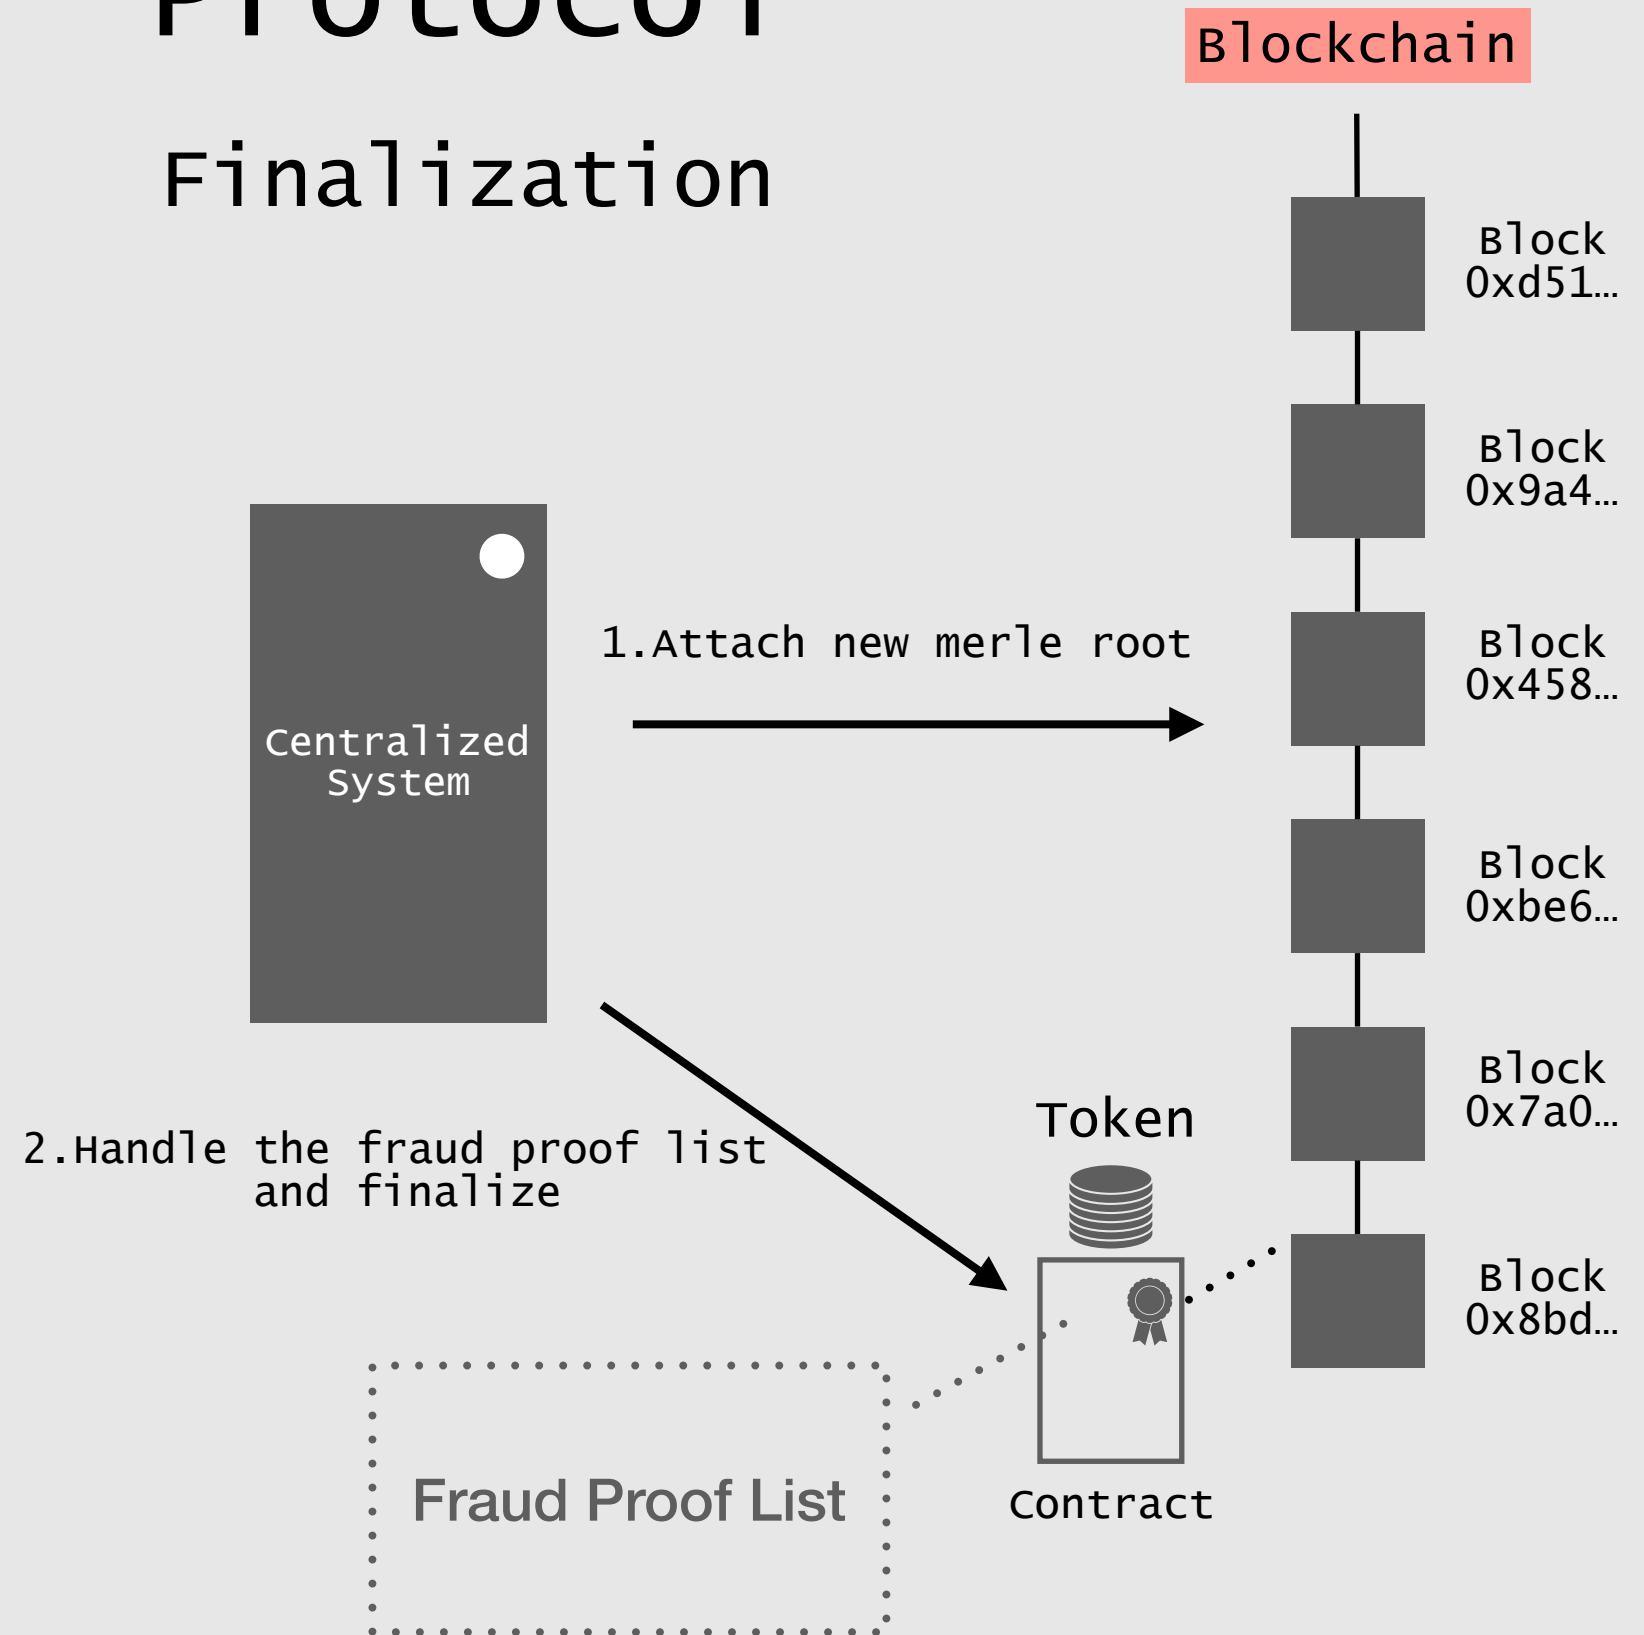 Protocol
Finalization
Blockchain
Block
0xd51…
Block
0x9a4…
Block
0x458…
Block
0xbe6…
Block
0x7a0…
Block
0x8bd…
1.Attach new merle root
Centralized
System
2.Handle the fraud proof list
and finalize
Token
Contract
Fraud Proof List